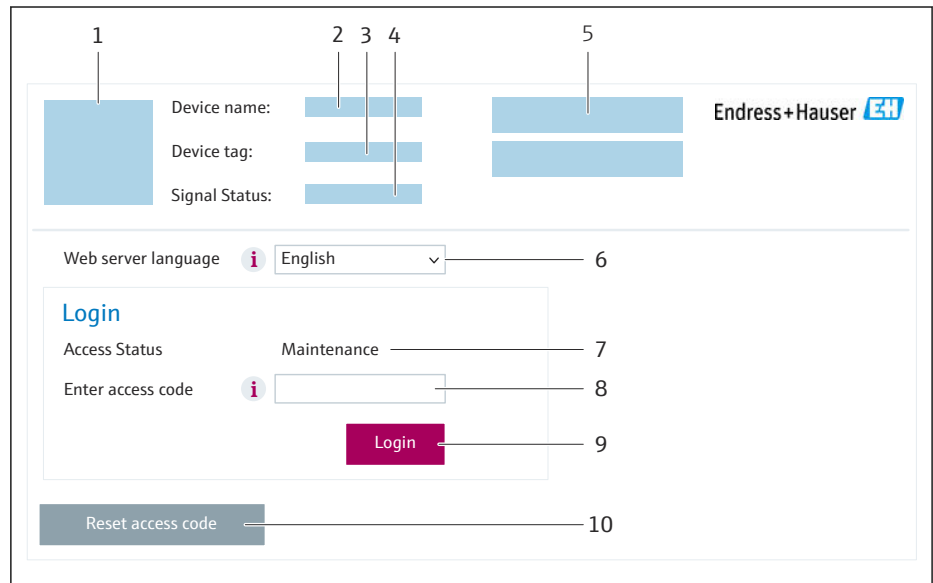 1 2 3 4 5
Device name:
Endress+Hauser EH
Device tag:
Signal Status:
Web server language i English 6
Login
Access Status Maintenance 7
Enter access code i 8
Login 9
Reset access code 10